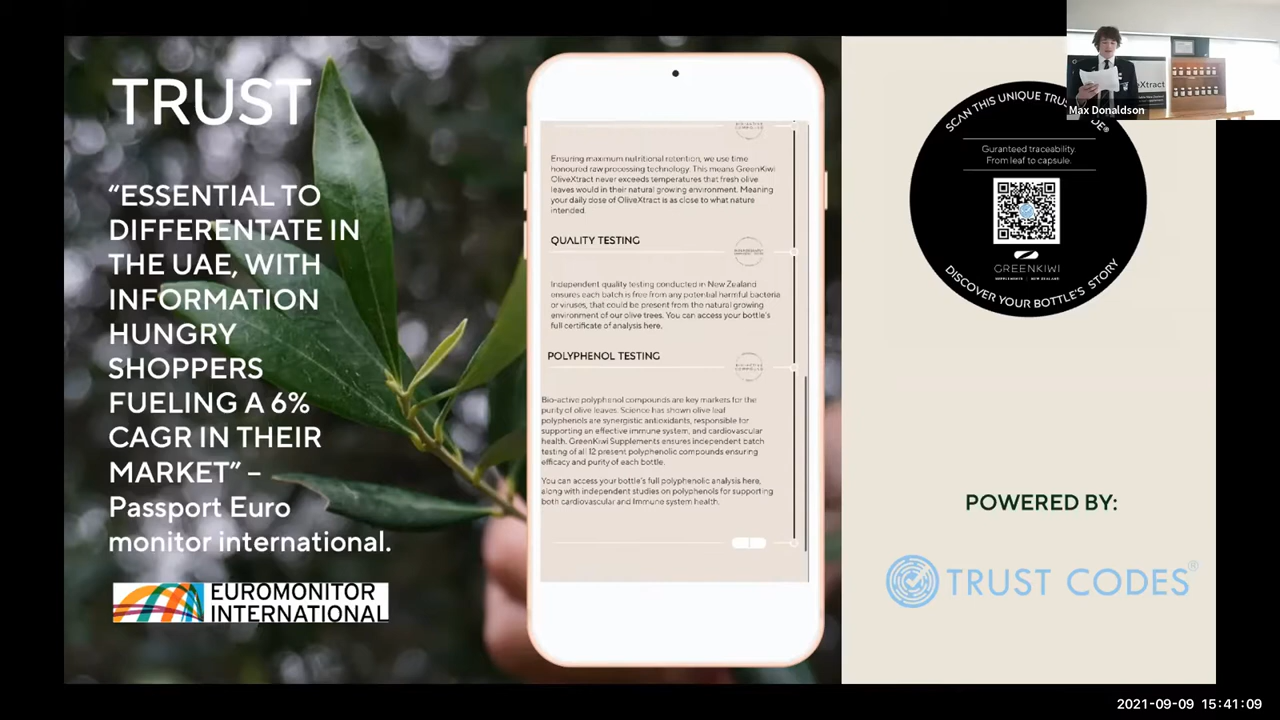 TRUST
“ESSENTIAL TO
DIFFERENTATE IN
THE UAE, WITH
INFORMATION
HUNGRY
SHOPPERS
FUELING A 6%
CAGR IN THEIR
MARKET” –
Passport Euro
monitor international.
EUROMONITOR
INTERNATIONAL
Ensuring maximum nutritional retention, we use time
honoured raw processing technology. This means GreenKiwi
OliveXtract never exceeds temperatures that fresh olive
leaves would in their natural growing environment. Meaning
your daily dose of OliveXtract is as close to what nature
intended.
QUALITY TESTING
Independent quality testing conducted in New Zealand
ensures each batch is free from any potential harmful bacteria
or viruses, that could be present from the natural growing
environment of our olive trees. You can access your bottle's
full certificate of analysis here.
POLYPHENOL TESTING
Bio-active polyphenol compounds are key markers for the
purity of olive leaves. Science has shown olive leaf
polyphenols are synergistic antioxidants, responsible for
supporting an effective immune system, and cardiovascular
health. GreenKiwi Supplements ensures independent batch
testing of all 12 present polyphenolic compounds ensuring
efficacy and purity of each bottle.
You can access your bottle's full polyphenolic analysis here,
along with independent studies on polyphenols for supporting
both cardiovascular and Immune system health.
SCAN THIS UNIQUE
Guranteed traceability.
From leaf to capsule.
GREENKIWI
SUPPLEMENTS | NEW ZEALAND
DISCOVER YOUR BOTTLE'S STORY
POWERED BY:
TRUST CODES®
Max Donaldson
2021-09-09 15:41:09